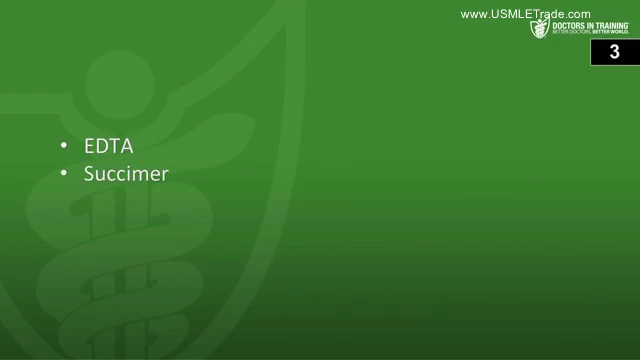 www.USMLETrade.com
DOCTORS IN TRAINING
BETTER DOCTORS. BETTER WORLD.
3
• EDTA
• Succimer